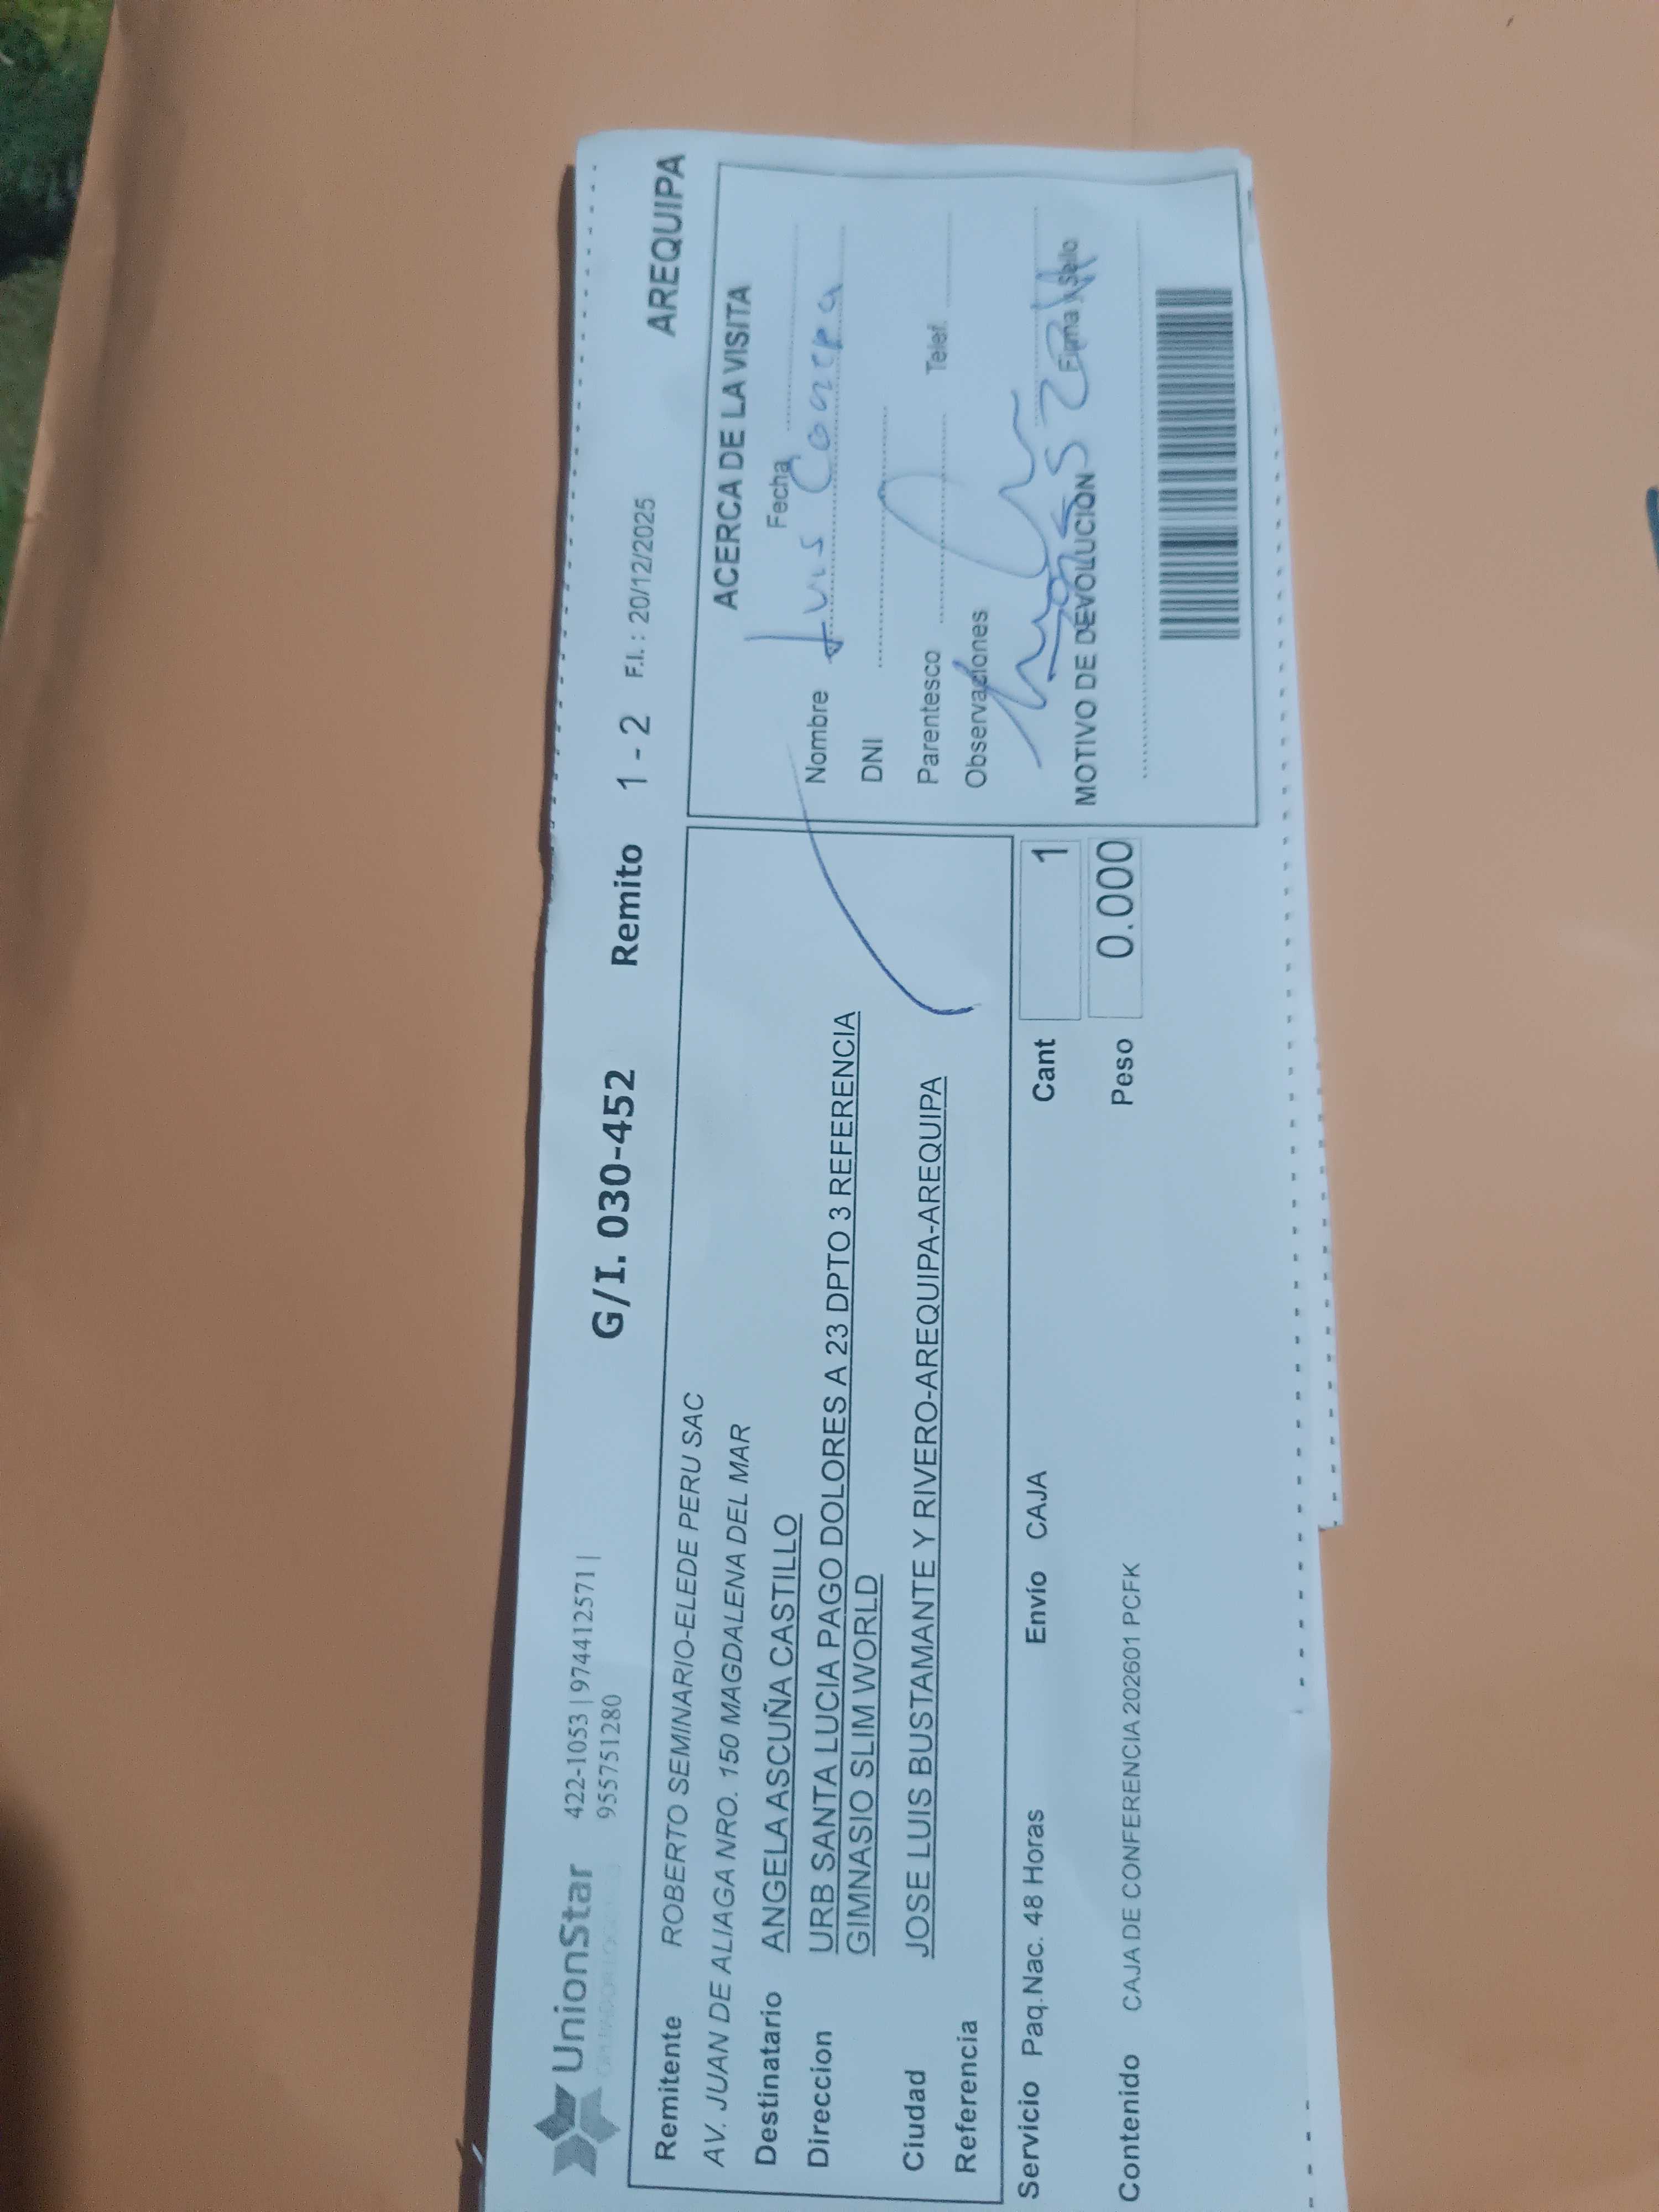 UnionStar 422-1053 | 974412571 |
955751280
G/I. 030-452 Remito 1 - 2 F.I.: 20/12/2025 AREQUIPA
Remitente ROBERTO SEMINARIO-ELEDE PERU SAC
AV. JUAN DE ALIAGA NRO. 150 MAGDALENA DEL MAR
Destinatario ANGELA ASCUÑA CASTILLO
Direccion URB SANTA LUCIA PAGO DOLORES A 23 DPTO 3 REFERENCIA
GIMNASIO SLIM WORLD
Ciudad JOSE LUIS BUSTAMANTE Y RIVERO-AREQUIPA-AREQUIPA
Referencia
Servicio Paq.Nac. 48 Horas Envío CAJA Cant 1
Peso 0.000
Contenido CAJA DE CONFERENCIA 202601 PCFK
ACERCA DE LA VISITA
Fecha
Nombre Luis
DNI
Parentesco Telef.
Observaciones
Firma y Sello
MOTIVO DE DEVOLUCION